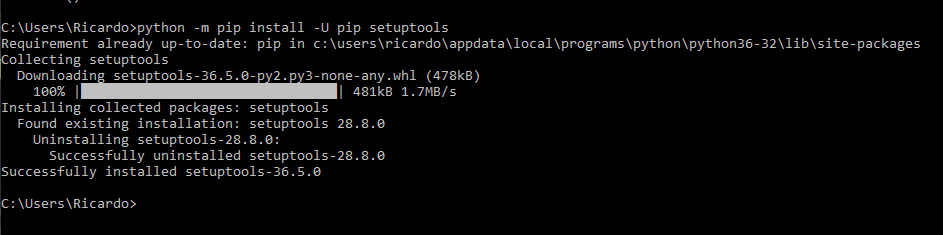 C:\Users\Ricardo>python -m pip install -U pip setuptools
Requirement already up-to-date: pip in c:\users\ricardo\appdata\local\programs\python\python36-32\lib\site-packages
Collecting setuptools
  Downloading setuptools-36.5.0-py2.py3-none-any.whl (478kB)
    100% |████████████████████████████████| 481kB 1.7MB/s
Installing collected packages: setuptools
  Found existing installation: setuptools 28.8.0
    Uninstalling setuptools-28.8.0:
      Successfully uninstalled setuptools-28.8.0
Successfully installed setuptools-36.5.0
C:\Users\Ricardo>